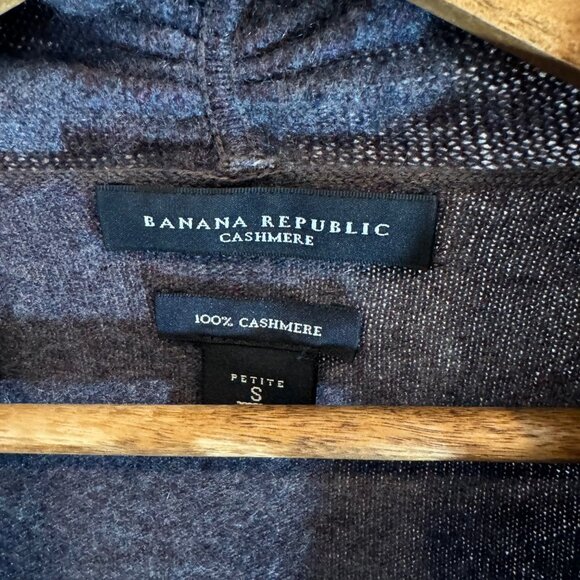 BANANA REPUBLIC
CASHMERE
100% CASHMERE
PETITE
S